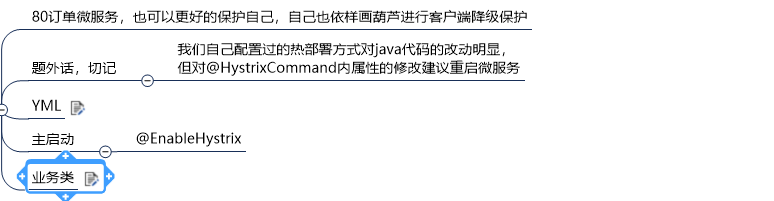 80订单微服务，也可以更好的保护自己，自己也依样画葫芦进行客户端降级保护
我们自己配置过的热部署方式对java代码的改动明显，
题外话，切记
但对@HystrixCommand内属性的修改建议重启微服务
YML
主启动
@EnableHystrix
业务类